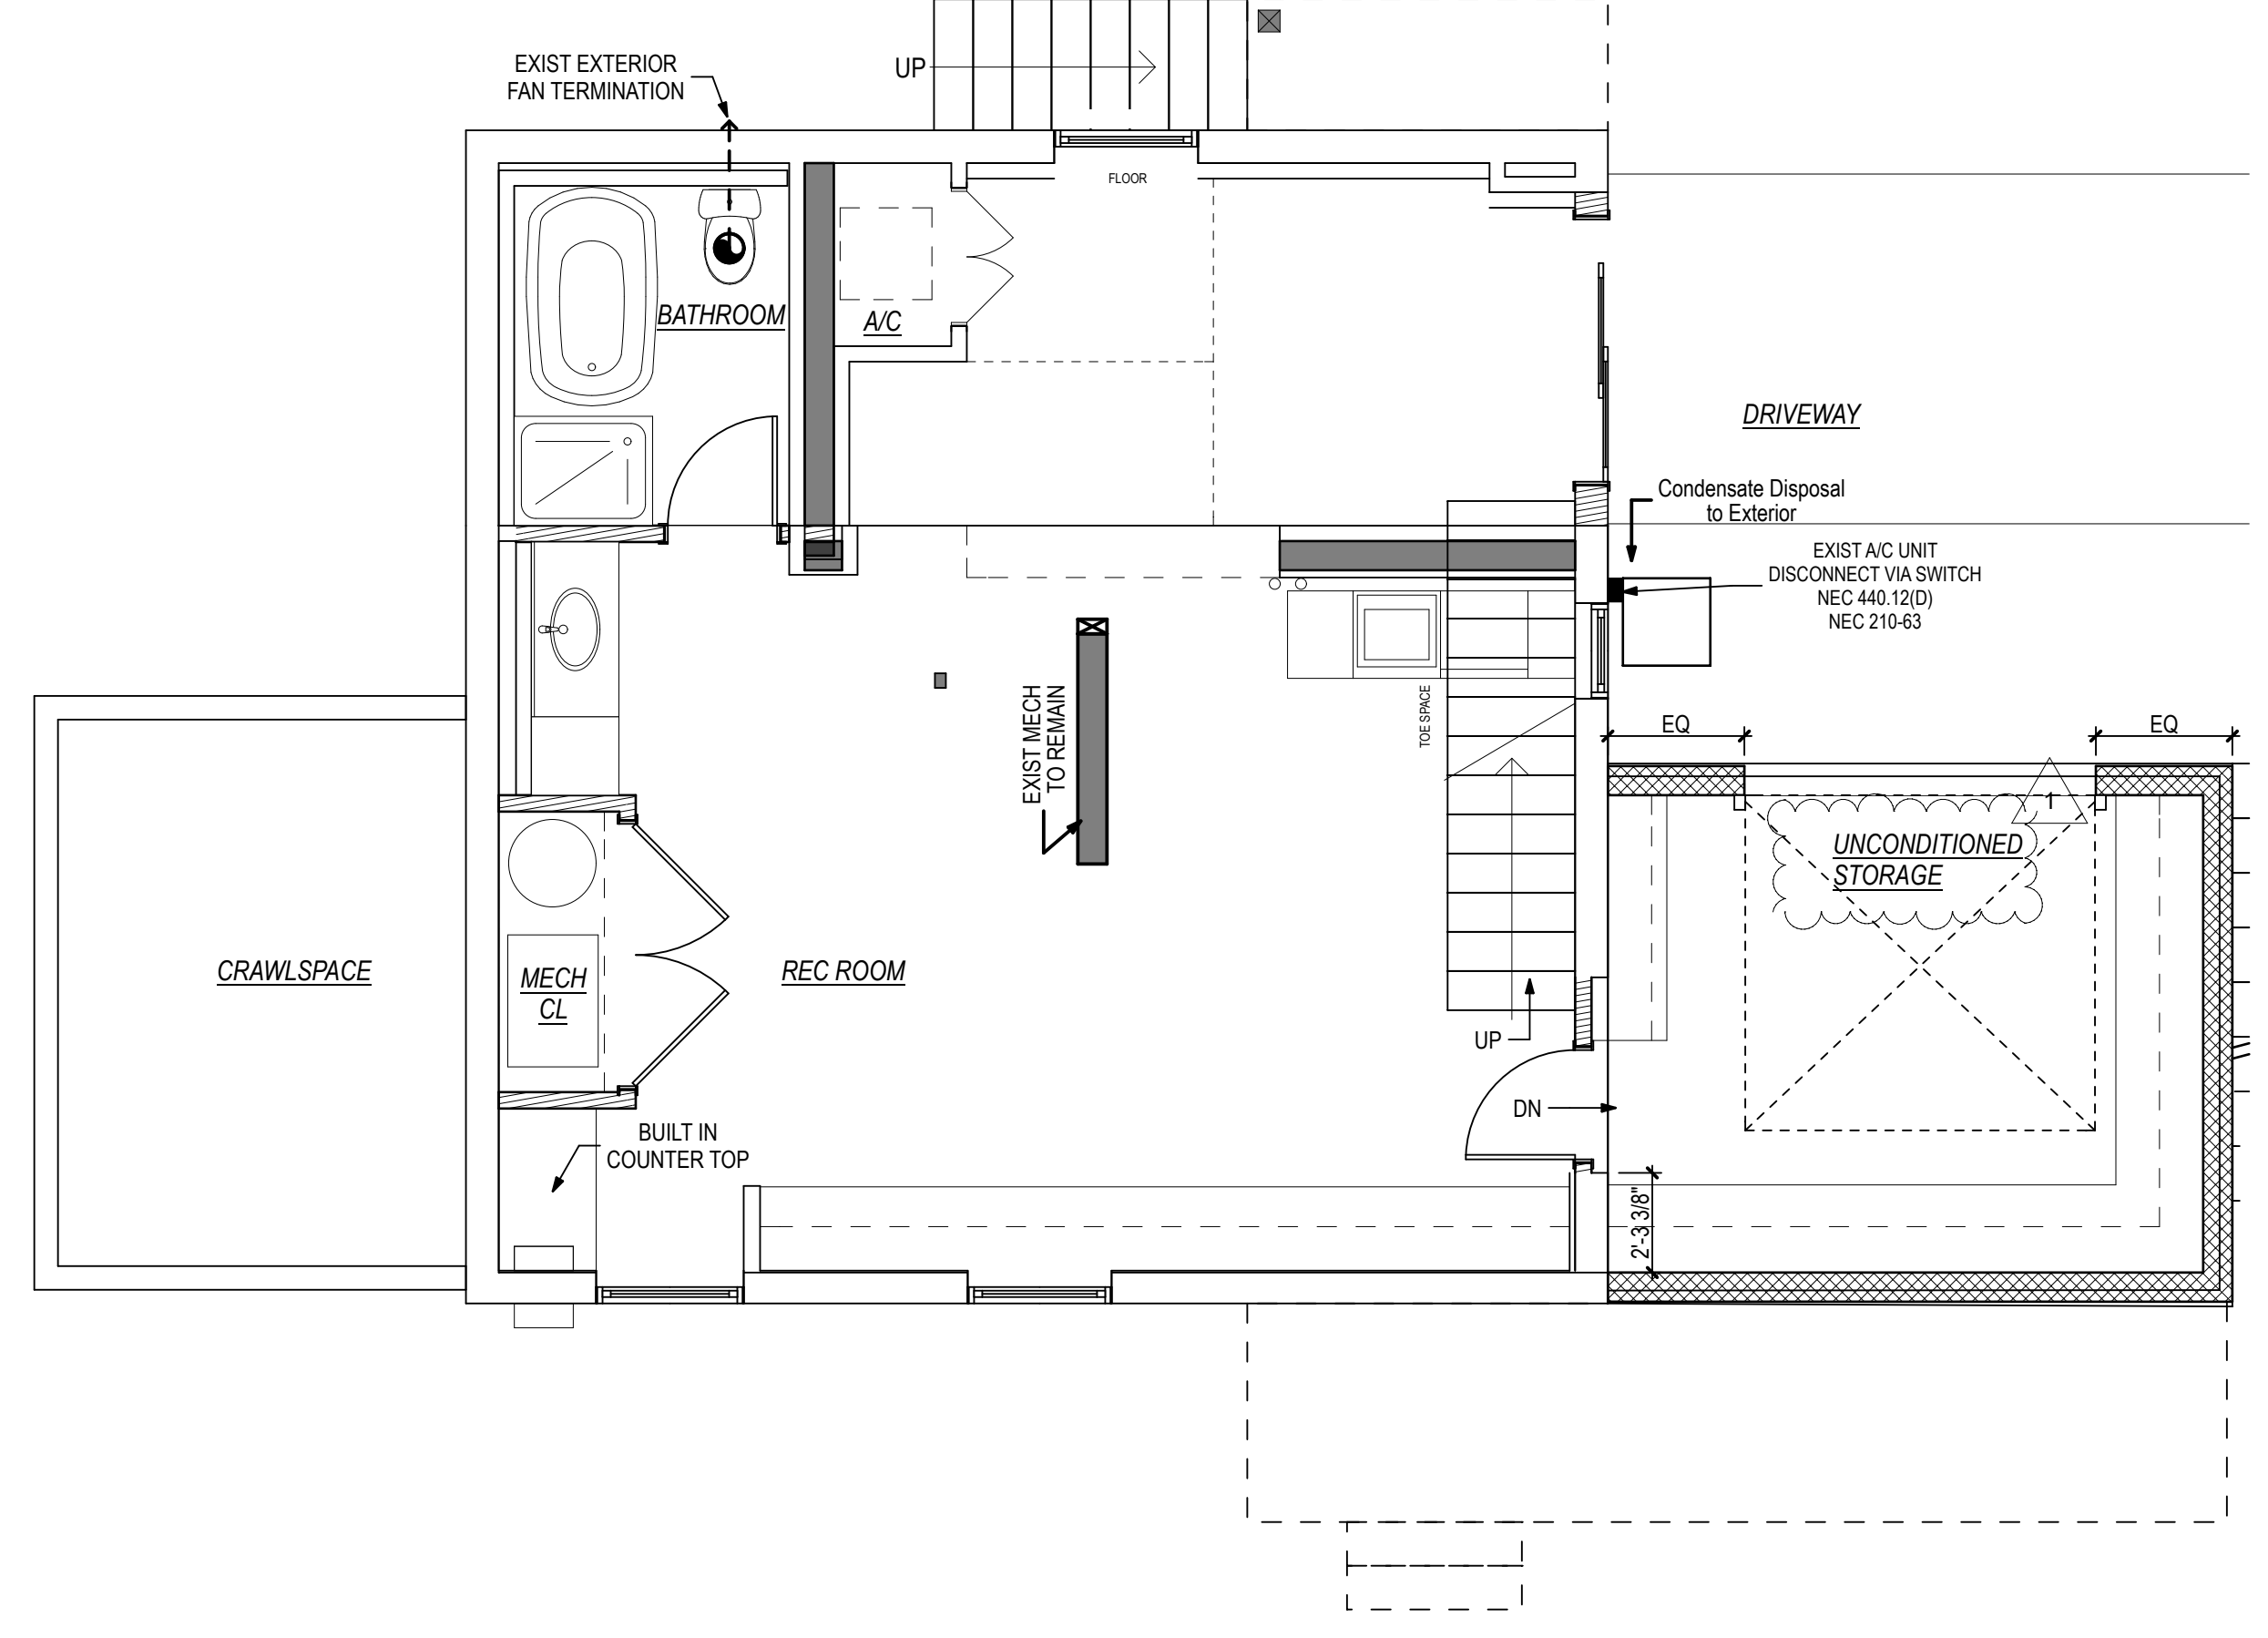 EXIST EXTERIOR
FAN TERMINATION
UP
FLOOR
BATHROOM
A/C
DRIVEWAY
Condensate Disposal
to Exterior
EXIST A/C UNIT
DISCONNECT VIA SWITCH
NEC 440.12(D)
NEC 210-63
EXIST MECH
TO REMAIN
TOE SPACE
EQ
EQ
1
UNCONDITIONED
STORAGE
CRAWLSPACE
MECH
CL
REC ROOM
UP
DN
BUILT IN
COUNTER TOP
2'-3 3/8"